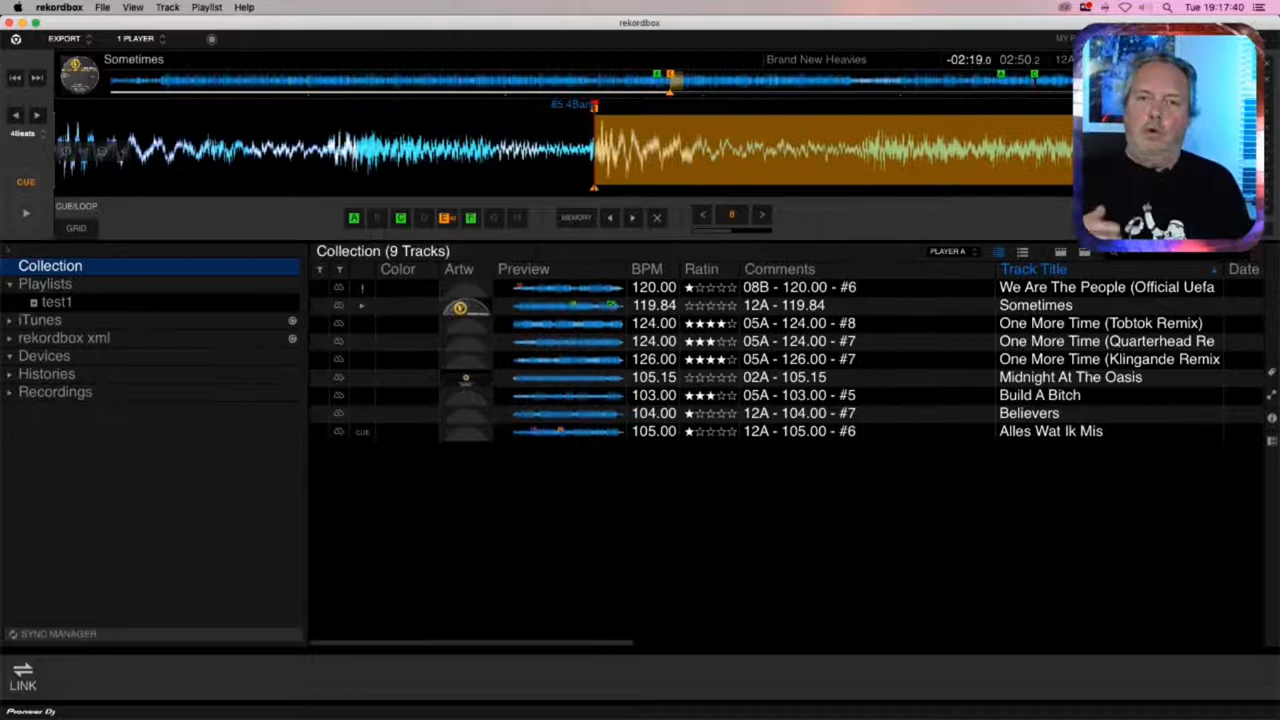 rekordbox File View Track Playlist Help Tue 19:17:40
rekordbox
EXPORT 1 PLAYER
Sometimes Brand New Heavies -02:19.0 02:50.2
85.4Bars
4Beats
CUE
CUE/LOOP
GRID
A B C D E F G H MEMORY 8
Collection
Playlists
test1
iTunes
rekordbox xml
Devices
Histories
Recordings
SYNC MANAGER
Collection (9 Tracks) PLAYER A
Color Artw Preview BPM Ratin Comments Track Title Date
120.00 08B - 120.00 - #6 We Are The People (Official Uefa
119.84 12A - 119.84 Sometimes
124.00 05A - 124.00 - #8 One More Time (Tobtok Remix)
124.00 05A - 124.00 - #7 One More Time (Quarterhead Re
126.00 05A - 126.00 - #7 One More Time (Klingande Remix
105.15 02A - 105.15 Midnight At The Oasis
103.00 05A - 103.00 - #5 Build A Bitch
104.00 12A - 104.00 - #7 Believers
CUE 105.00 12A - 105.00 - #6 Alles Wat Ik Mis
LINK
Pioneer Dj